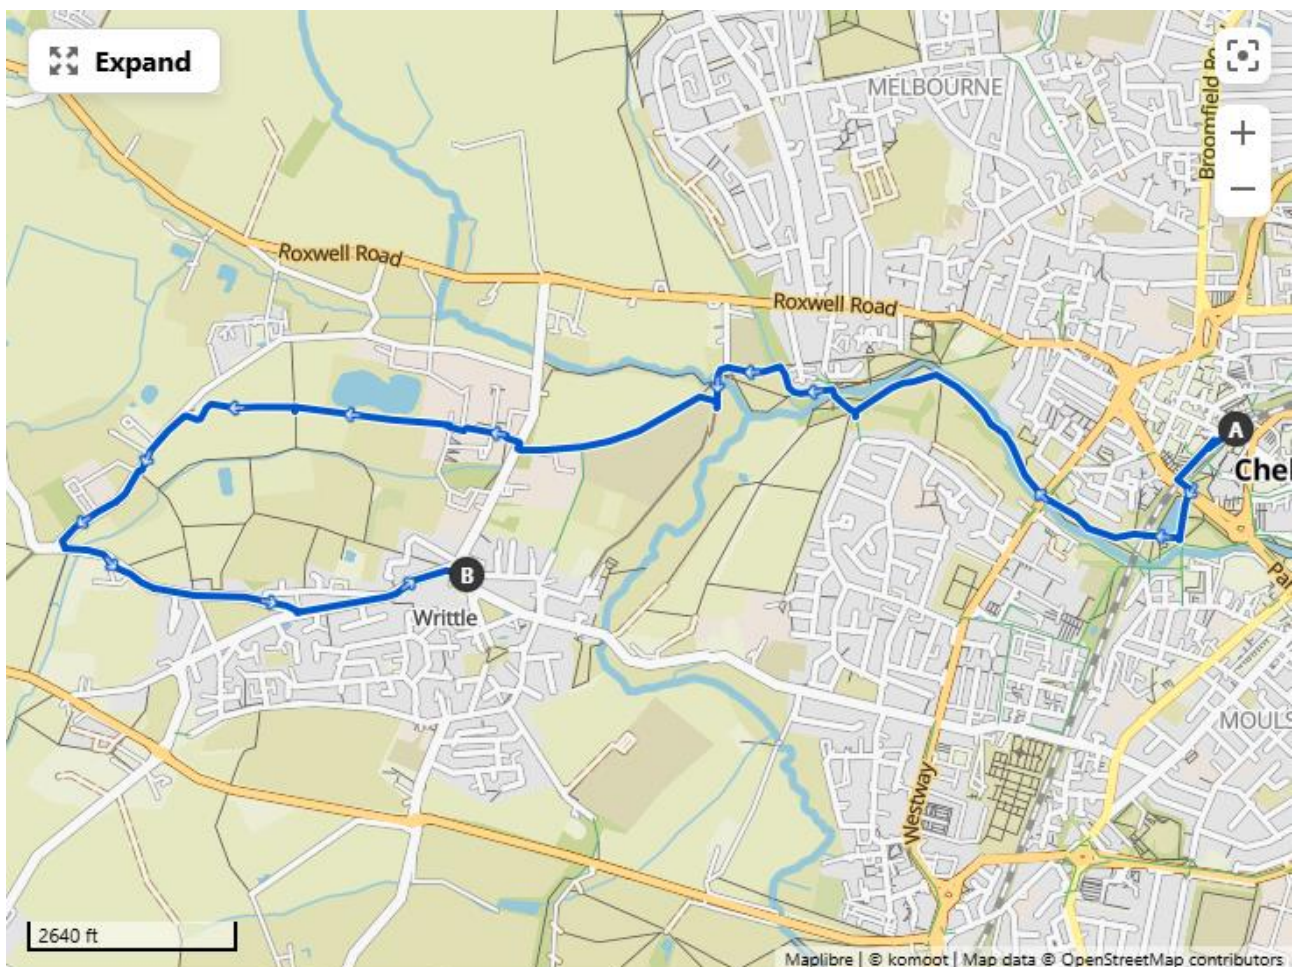 Expand
MELBOURNE
Broomfield Ro
+
−
Roxwell Road
Roxwell Road
A
Chel
B
Writtle
Par
MOULS
Westway
2640 ft
Maplibre | © komoot | Map data © OpenStreetMap contributors